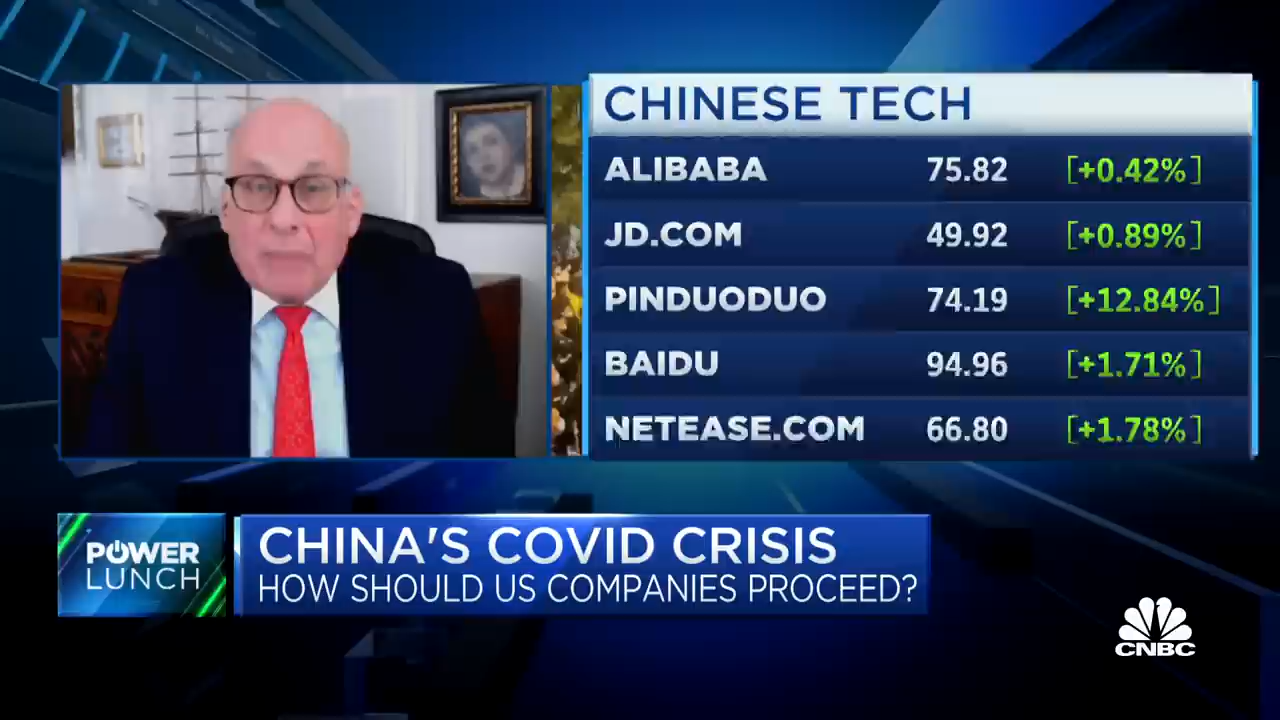 CHINESE TECH
ALIBABA 75.82 [+0.42%]
JD.COM 49.92 [+0.89%]
PINDUODUO 74.19 [+12.84%]
BAIDU 94.96 [+1.71%]
NETEASE.COM 66.80 [+1.78%]
POWER
LUNCH
CHINA'S COVID CRISIS
HOW SHOULD US COMPANIES PROCEED?
CNBC